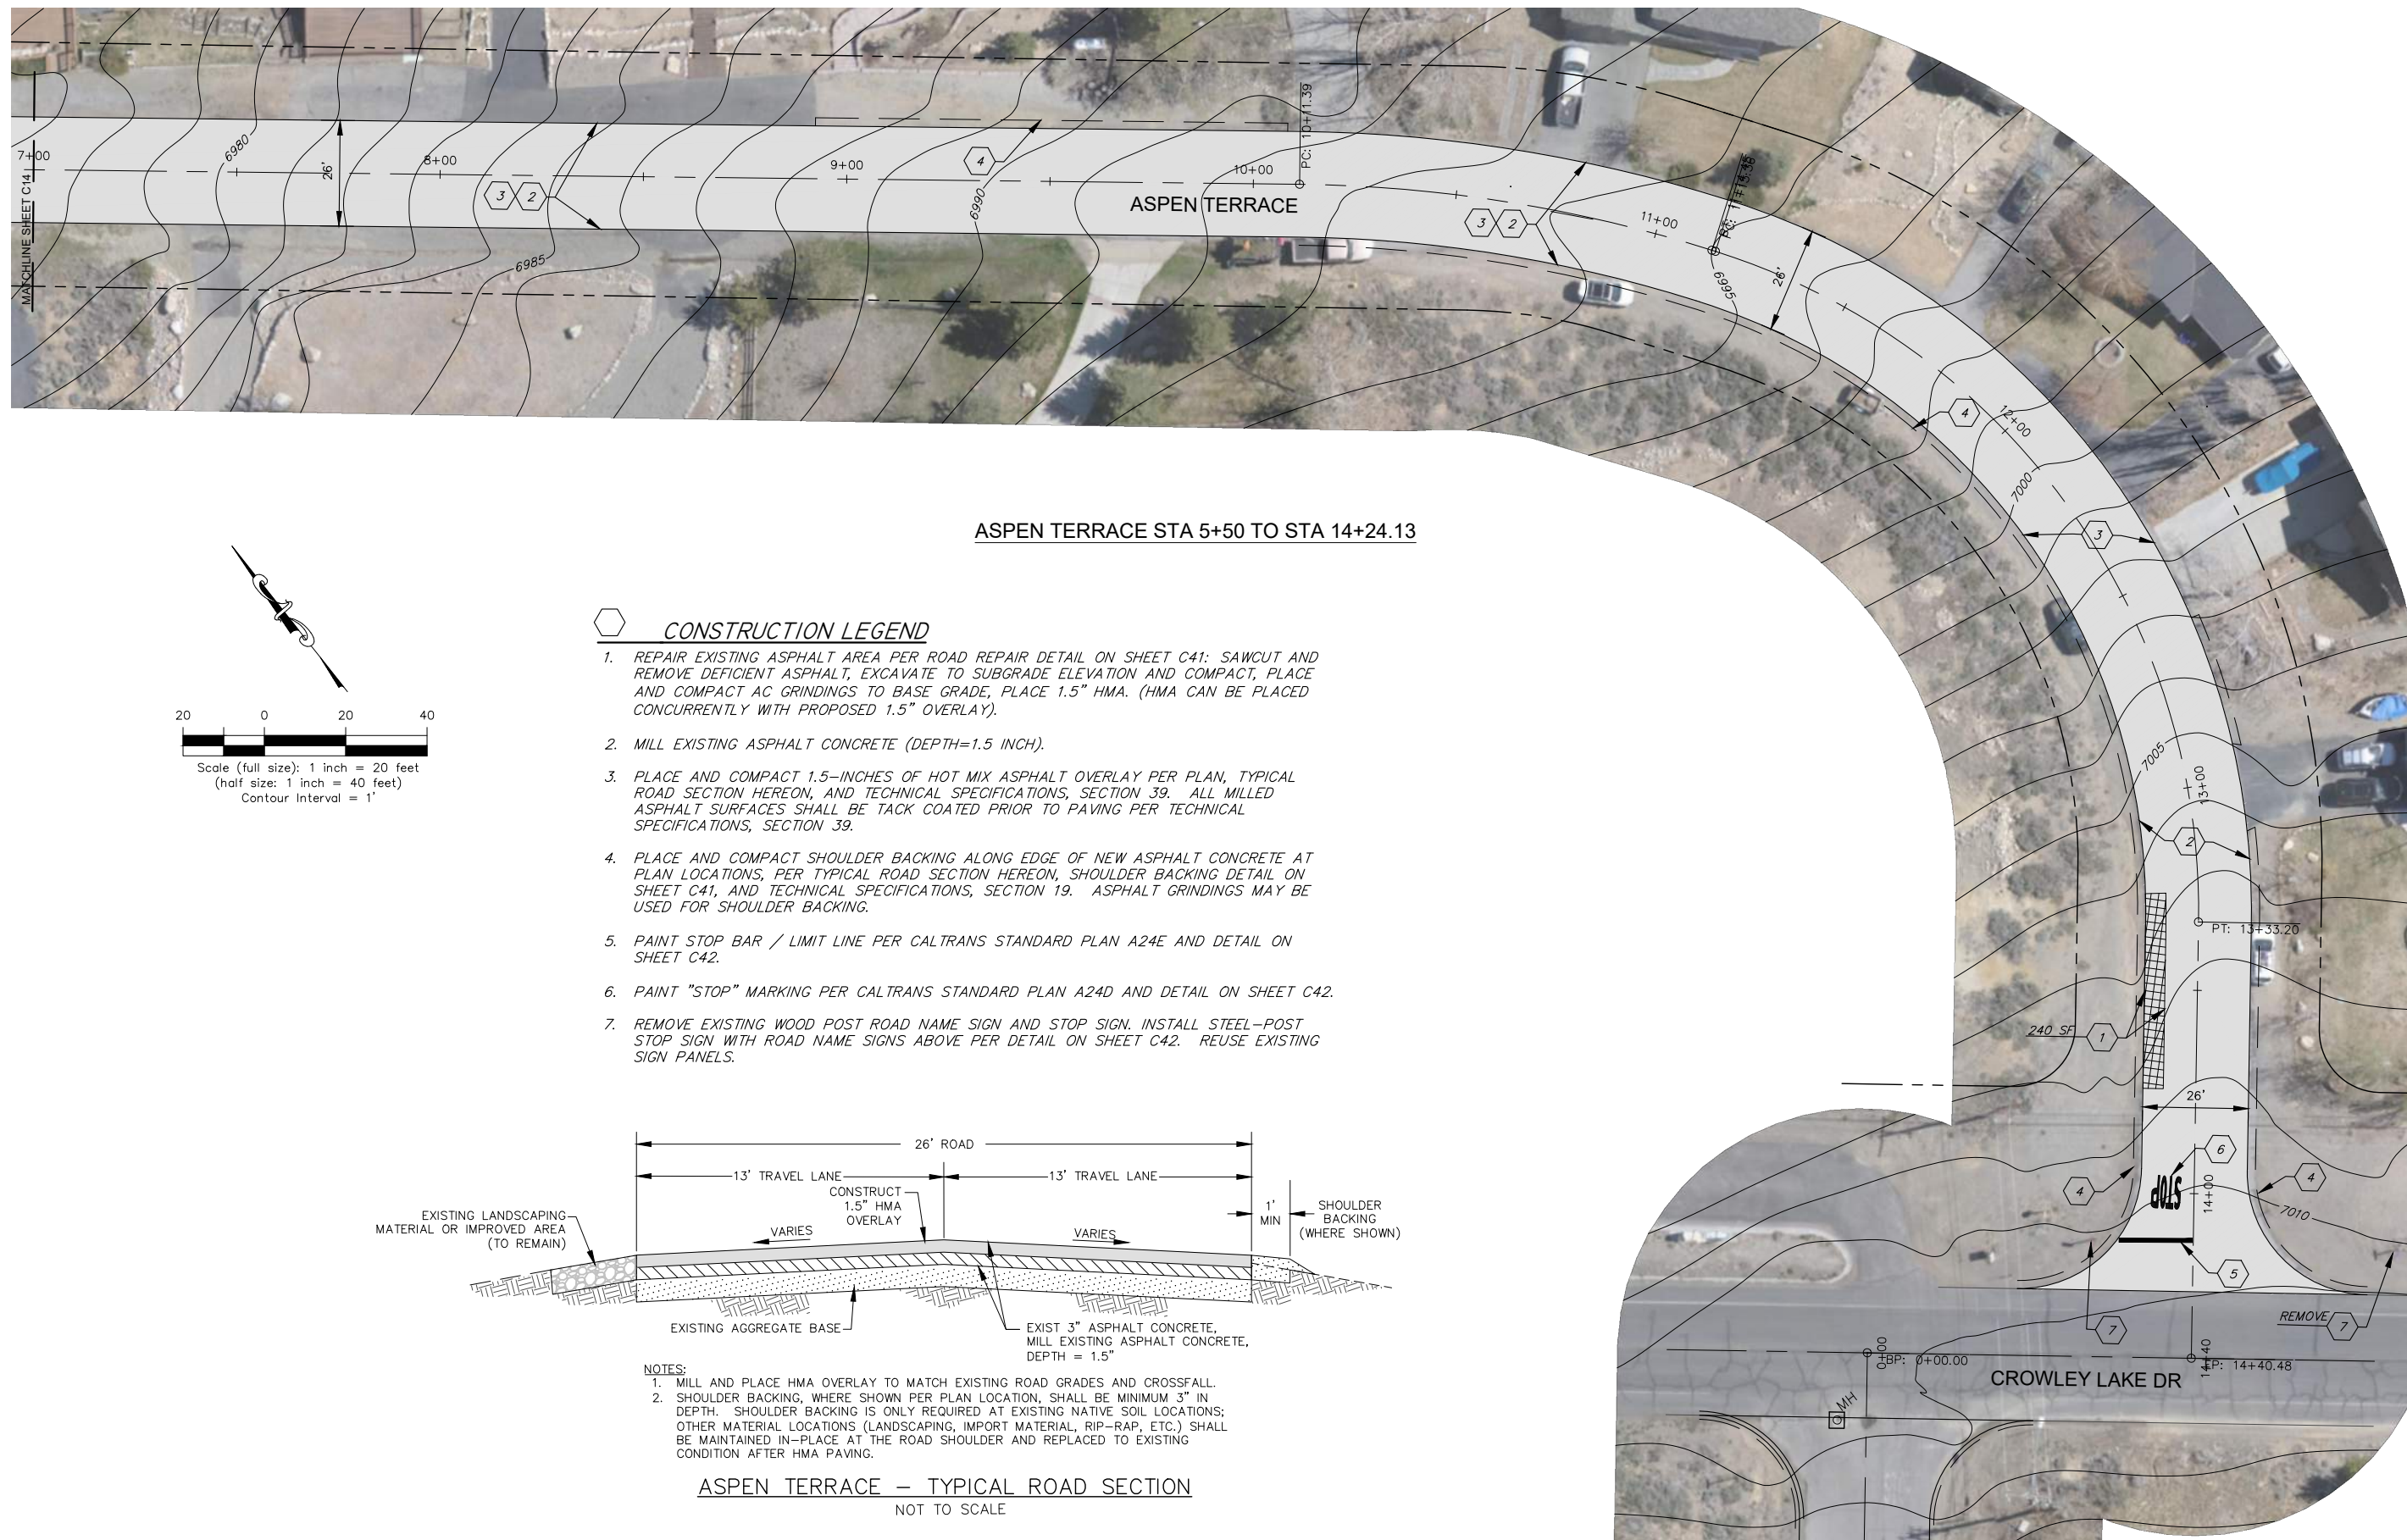 MATCHLINE SHEET C14
7+00
6980
26'
8+00
3
2
6985
9+00
4
6990
10+00
PC: 10+11.39
ASPEN TERRACE
3
2
11+00
6995
26'
4
12+00
7000
3
7005
13+00
2
PT: 13+33.20
240 SF
1
26'
6
4
STOP
14+00
4
7010
5
REMOVE
7
7
0+00
BP: 0+00.00
14+40
EP: 14+40.48
CROWLEY LAKE DR
MH
ASPEN TERRACE STA 5+50 TO STA 14+24.13
20 0 20 40
Scale (full size): 1 inch = 20 feet
(half size: 1 inch = 40 feet)
Contour Interval = 1'
CONSTRUCTION LEGEND
1. REPAIR EXISTING ASPHALT AREA PER ROAD REPAIR DETAIL ON SHEET C41: SAWCUT AND
REMOVE DEFICIENT ASPHALT, EXCAVATE TO SUBGRADE ELEVATION AND COMPACT, PLACE
AND COMPACT AC GRINDINGS TO BASE GRADE, PLACE 1.5" HMA. (HMA CAN BE PLACED
CONCURRENTLY WITH PROPOSED 1.5" OVERLAY).
2. MILL EXISTING ASPHALT CONCRETE (DEPTH=1.5 INCH).
3. PLACE AND COMPACT 1.5-INCHES OF HOT MIX ASPHALT OVERLAY PER PLAN, TYPICAL
ROAD SECTION HEREON, AND TECHNICAL SPECIFICATIONS, SECTION 39. ALL MILLED
ASPHALT SURFACES SHALL BE TACK COATED PRIOR TO PAVING PER TECHNICAL
SPECIFICATIONS, SECTION 39.
4. PLACE AND COMPACT SHOULDER BACKING ALONG EDGE OF NEW ASPHALT CONCRETE AT
PLAN LOCATIONS, PER TYPICAL ROAD SECTION HEREON, SHOULDER BACKING DETAIL ON
SHEET C41, AND TECHNICAL SPECIFICATIONS, SECTION 19. ASPHALT GRINDINGS MAY BE
USED FOR SHOULDER BACKING.
5. PAINT STOP BAR / LIMIT LINE PER CALTRANS STANDARD PLAN A24E AND DETAIL ON
SHEET C42.
6. PAINT "STOP" MARKING PER CALTRANS STANDARD PLAN A24D AND DETAIL ON SHEET C42.
7. REMOVE EXISTING WOOD POST ROAD NAME SIGN AND STOP SIGN. INSTALL STEEL-POST
STOP SIGN WITH ROAD NAME SIGNS ABOVE PER DETAIL ON SHEET C42. REUSE EXISTING
SIGN PANELS.
26' ROAD
13' TRAVEL LANE
13' TRAVEL LANE
CONSTRUCT
1.5" HMA
OVERLAY
EXISTING LANDSCAPING
MATERIAL OR IMPROVED AREA
(TO REMAIN)
VARIES
VARIES
1'
MIN
SHOULDER
BACKING
(WHERE SHOWN)
EXISTING AGGREGATE BASE
EXIST 3" ASPHALT CONCRETE,
MILL EXISTING ASPHALT CONCRETE,
DEPTH = 1.5"
NOTES:
1. MILL AND PLACE HMA OVERLAY TO MATCH EXISTING ROAD GRADES AND CROSSFALL.
2. SHOULDER BACKING, WHERE SHOWN PER PLAN LOCATION, SHALL BE MINIMUM 3" IN
DEPTH. SHOULDER BACKING IS ONLY REQUIRED AT EXISTING NATIVE SOIL LOCATIONS;
OTHER MATERIAL LOCATIONS (LANDSCAPING, IMPORT MATERIAL, RIP-RAP, ETC.) SHALL
BE MAINTAINED IN-PLACE AT THE ROAD SHOULDER AND REPLACED TO EXISTING
CONDITION AFTER HMA PAVING.
ASPEN TERRACE - TYPICAL ROAD SECTION
NOT TO SCALE